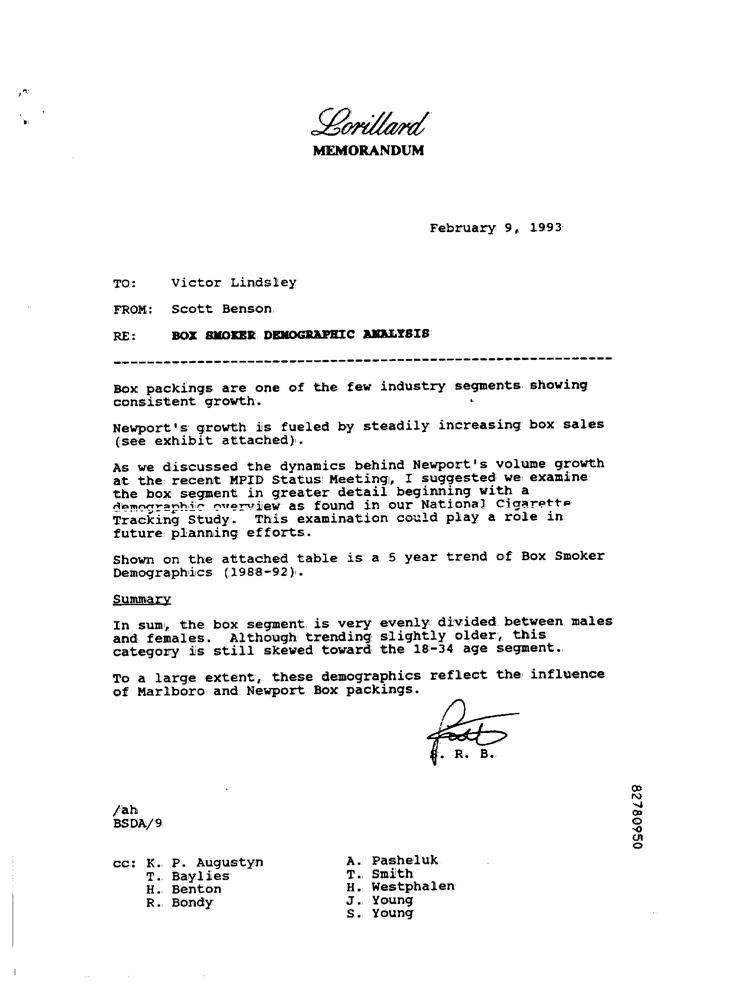 Lorillard
MEMORANDUM
February 9, 1993
TO: Victor Lindsley
FROM: Scott Benson
RE: BOX SMOKER DEMOGRAPHIC ANALYSIS
Box packings are one of the few industry segments showing
consistent growth.
Newport's growth is fueled by steadily increasing box sales
(see exhibit attached).
As we discussed the dynamics behind Newport's volume growth
at the recent MPID Status Meeting, I suggested we examine
the box segment in greater detail beginning with a
demographic overview as found in our National Cigarette
Tracking Study. This examination could play a role in
future planning efforts.
Shown on the attached table is a 5 year trend of Box Smoker
Demographics (1988-92).
Summary
In sum, the box segment is very evenly divided between males
and females. Although trending slightly older, this
category is still skewed toward the 18-34 age segment.
To a large extent, these demographics reflect the influence
of Marlboro and Newport Box packings.
S. R. B.
/ah
BSDA/9
cc: K. P. Augustyn
T. Baylies
H. Benton
R. Bondy
A. Pasheluk
T. Smith
H. Westphalen
J. Young
S. Young
82780950